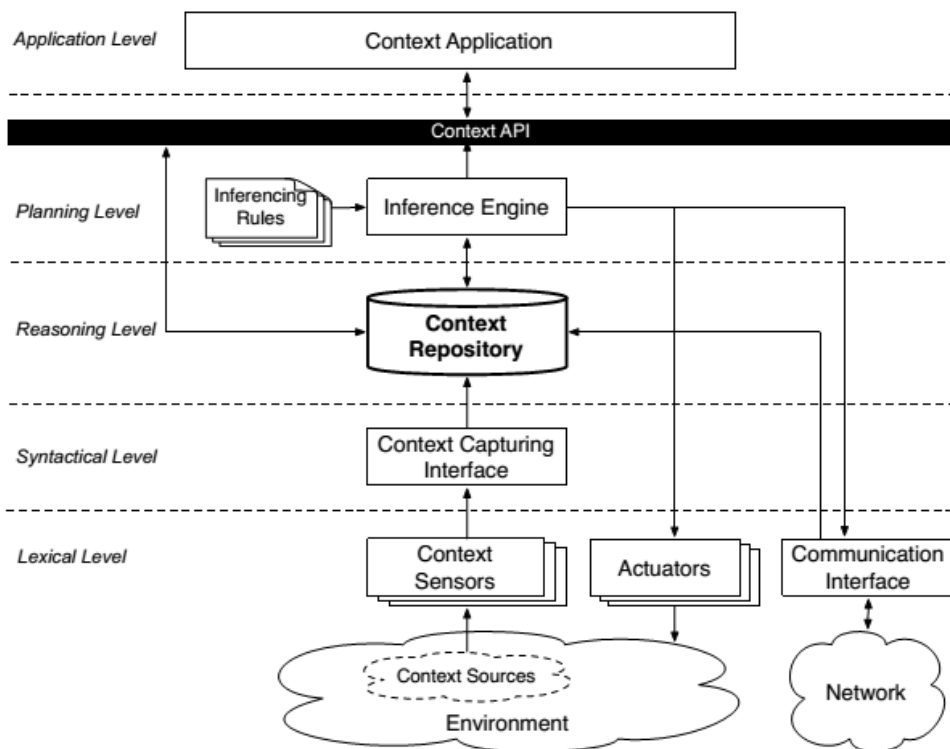 Application Level
Context Application
Context API
Planning Level
Inferencing
Rules
Inference Engine
Reasoning Level
Context
Repository
Syntactical Level
Context Capturing
Interface
Lexical Level
Context
Sensors
Actuators
Communication
Interface
Context Sources
Environment
Network